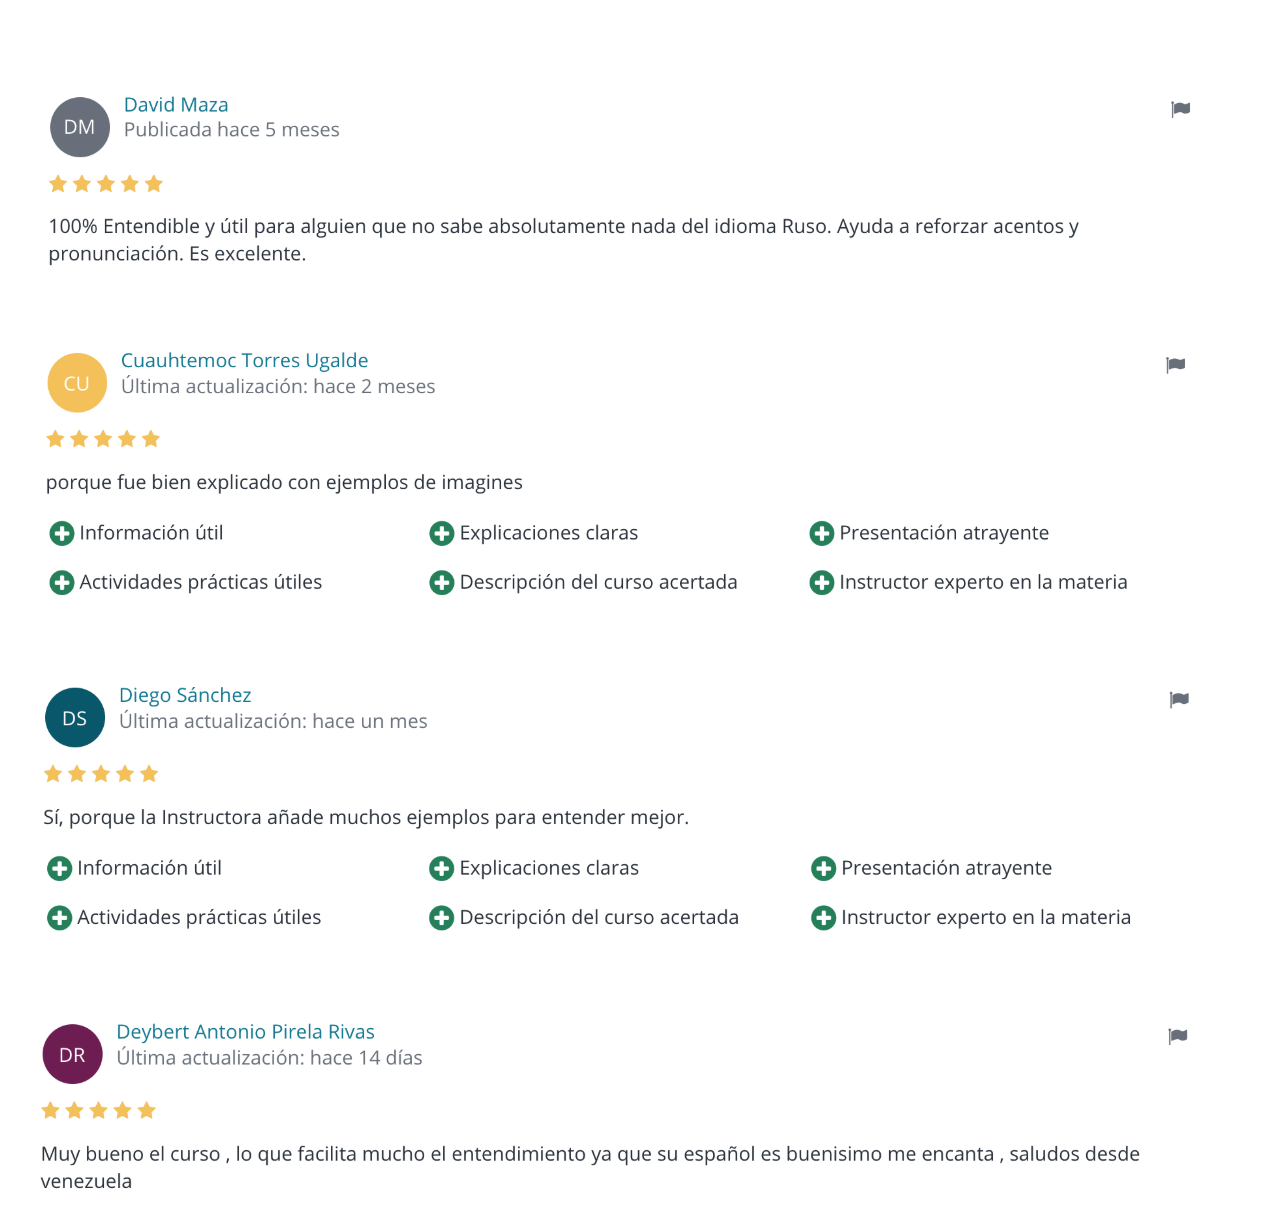 DM
David Maza
Publicada hace 5 meses
100% Entendible y útil para alguien que no sabe absolutamente nada del idioma Ruso. Ayuda a reforzar acentos y
pronunciación. Es excelente.
CU
Cuauhtemoc Torres Ugalde
Última actualización: hace 2 meses
porque fue bien explicado con ejemplos de imagines
Información útil
Explicaciones claras
Presentación atrayente
Actividades prácticas útiles
Descripción del curso acertada
Instructor experto en la materia
DS
Diego Sánchez
Última actualización: hace un mes
Sí, porque la Instructora añade muchos ejemplos para entender mejor.
Información útil
Explicaciones claras
Presentación atrayente
Actividades prácticas útiles
Descripción del curso acertada
Instructor experto en la materia
DR
Deybert Antonio Pirela Rivas
Última actualización: hace 14 días
Muy bueno el curso , lo que facilita mucho el entendimiento ya que su español es buenisimo me encanta , saludos desde
venezuela